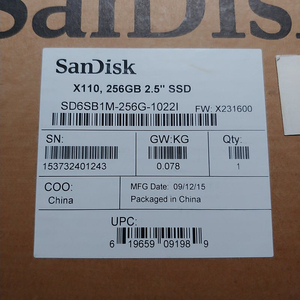 SanDisk
SanDisk
X110, 256GB 2.5" SSD
SD6SB1M-256G-1022I
FW: X231600
SN:
GW:KG
Qty:
153732401243
0.078
1
COO:
China
MFG Date: 09/12/15
Packaged in China
UPC:
6 19659 09198 9